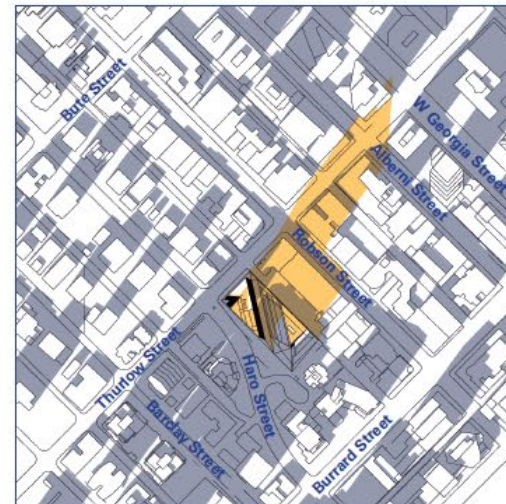 Bute Street
W Georgia Street
Alberni Street
Robson Street
Thurlow Street
Haro Street
Barclay Street
Burrard Street